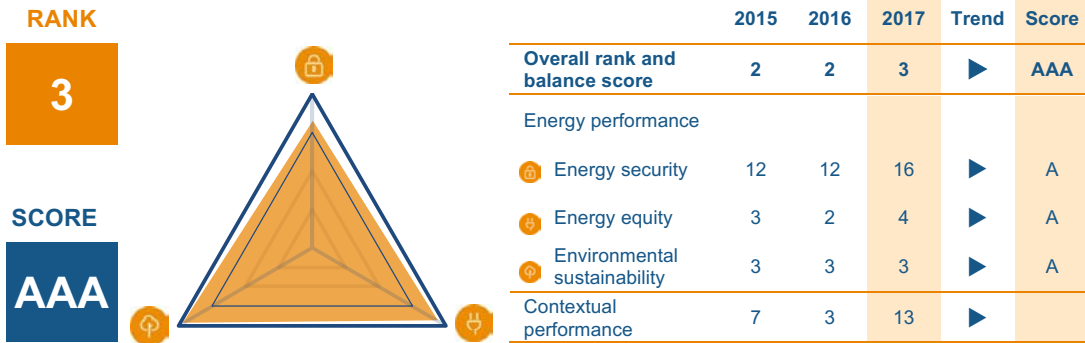 RANK
3
SCORE
AAA
2015 2016 2017 Trend Score
Overall rank and
balance score 2 2 3 AAA
Energy performance
Energy security 12 12 16 A
Energy equity 3 2 4 A
Environmental
sustainability 3 3 3 A
Contextual
performance 7 3 13